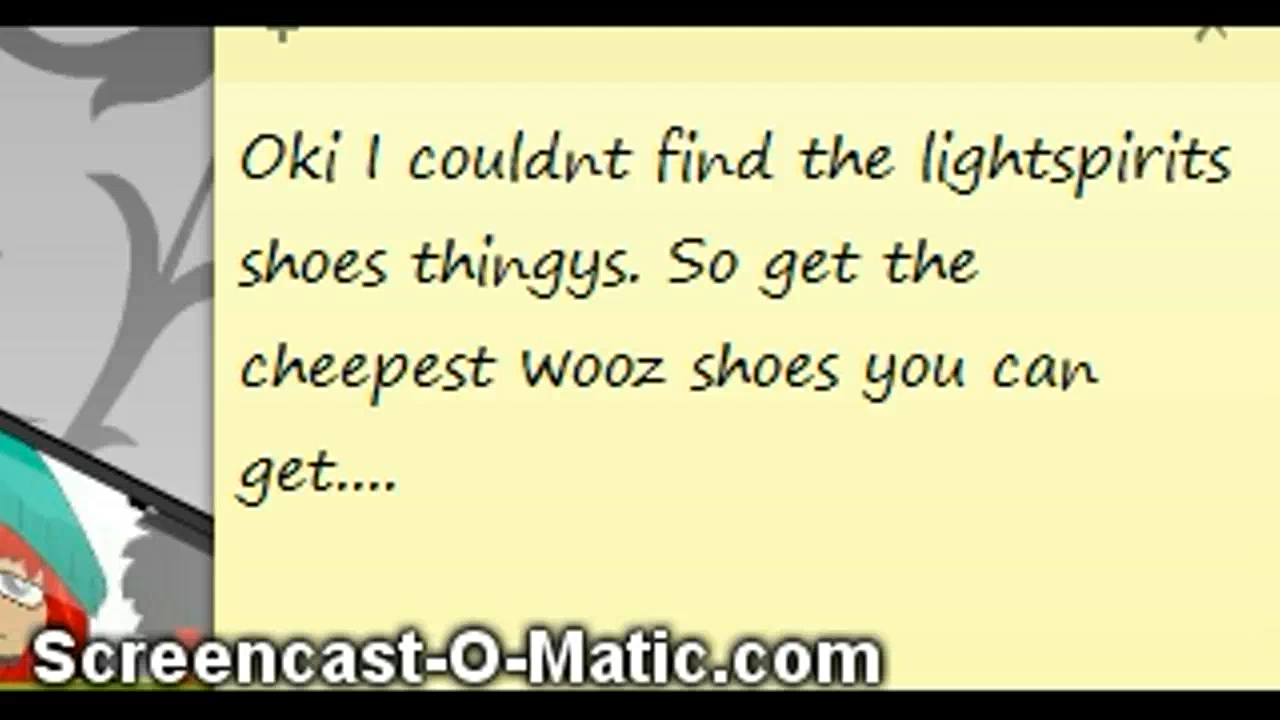 Oki I couldnt find the lightspirits
shoes thingys. So get the
cheepest Wooz shoes you can
get....
Screencast-O-Matic.com